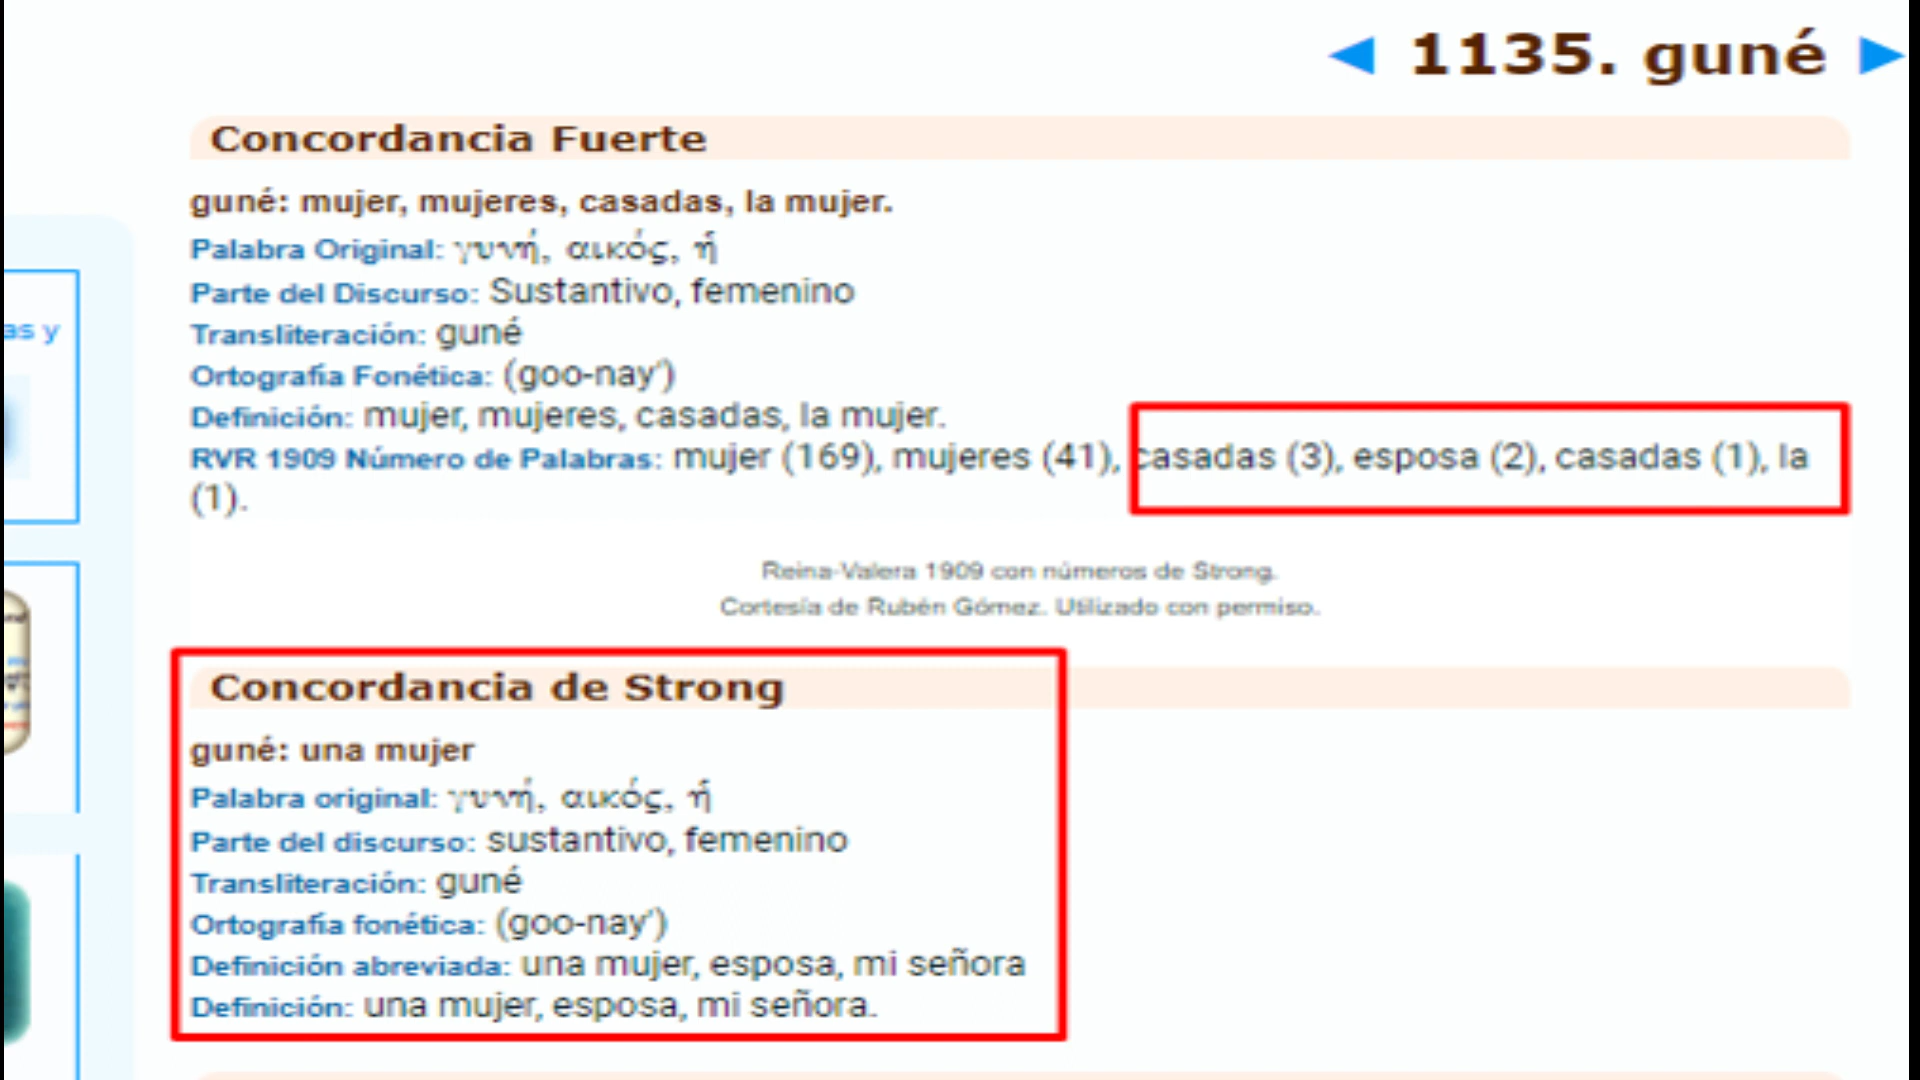 ◄ 1135. guné ►
Concordancia Fuerte
guné: mujer, mujeres, casadas, la mujer.
Palabra Original: γυνή, αικός, ἡ
Parte del Discurso: Sustantivo, femenino
Transliteración: guné
Ortografía Fonética: (goo-nay')
Definición: mujer, mujeres, casadas, la mujer.
RVR 1909 Número de Palabras: mujer (169), mujeres (41), casadas (3), esposa (2), casadas (1), la
(1).
Reina-Valera 1909 con números de Strong.
Cortesía de Rubén Gómez. Utilizado con permiso.
Concordancia de Strong
guné: una mujer
Palabra original: γυνή, αικός, ἡ
Parte del discurso: sustantivo, femenino
Transliteración: guné
Ortografía fonética: (goo-nay')
Definición abreviada: una mujer, esposa, mi señora
Definición: una mujer, esposa, mi señora.
as y